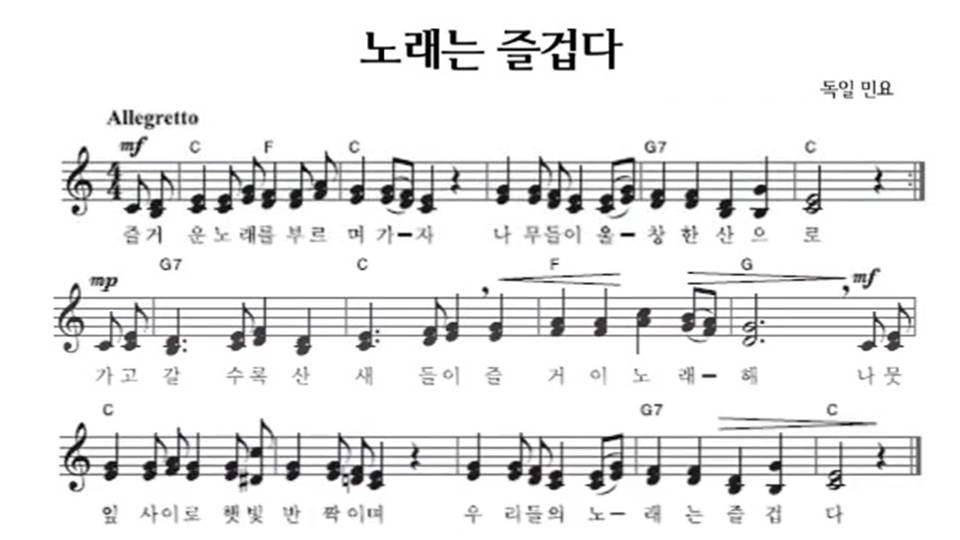 노래는 즐겁다
독일 민요
Allegretto
mf C F C G7 C
즐거 운노래를 부르 며 가-자 나 무들이 울- 창 한 산 으 로
mp G7 C F G mf
가고 갈 수록 산 새 들이 즐 거 이 노 래- 해 나 뭇
C G7 C
잎 사이로 햇빛 반 짝이며 우 리들의 노- 래 는 즐 겁 다